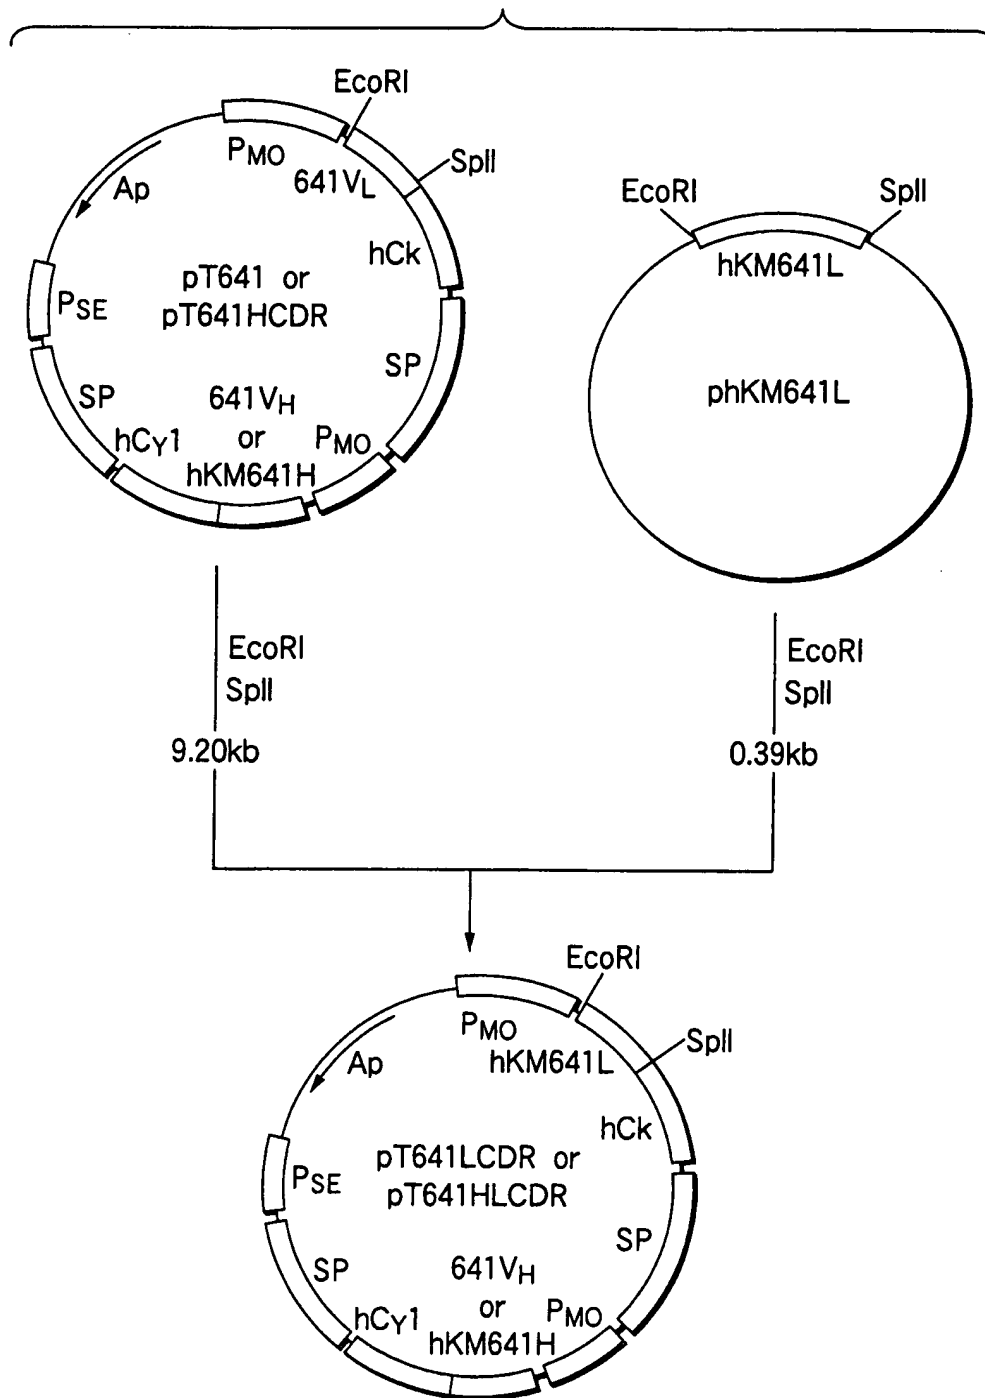 EcoRI
PMO
641VL
SplI
Ap
hCk
pT641 or
pT641HCDR
PSE
SP
SP
641VH
or
hKM641H
PMO
hCγ1
EcoRI
SplI
hKM641L
phKM641L
EcoRI
SplI
9.20kb
EcoRI
SplI
0.39kb
EcoRI
PMO
hKM641L
SplI
Ap
hCk
pT641LCDR or
pT641HLCDR
PSE
SP
SP
641VH
or
hKM641H
PMO
hCγ1